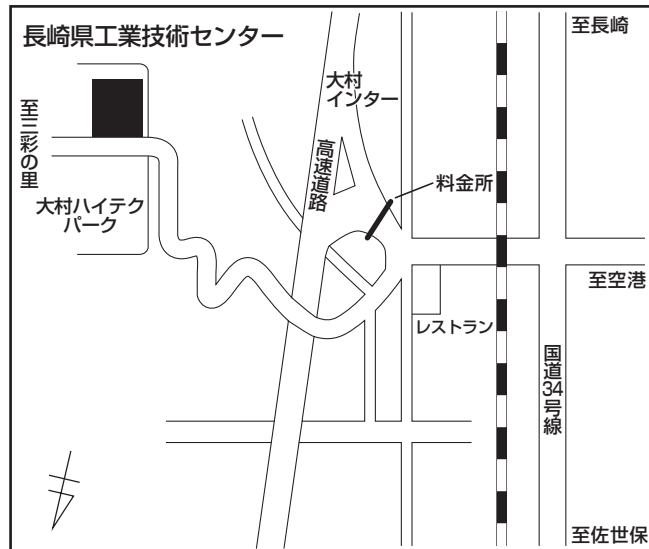 長崎県工業技術センター
至長崎
大村
インター
至三彩の里
高速道路
料金所
大村ハイテク
パーク
至空港
レストラン
国道34号線
至佐世保